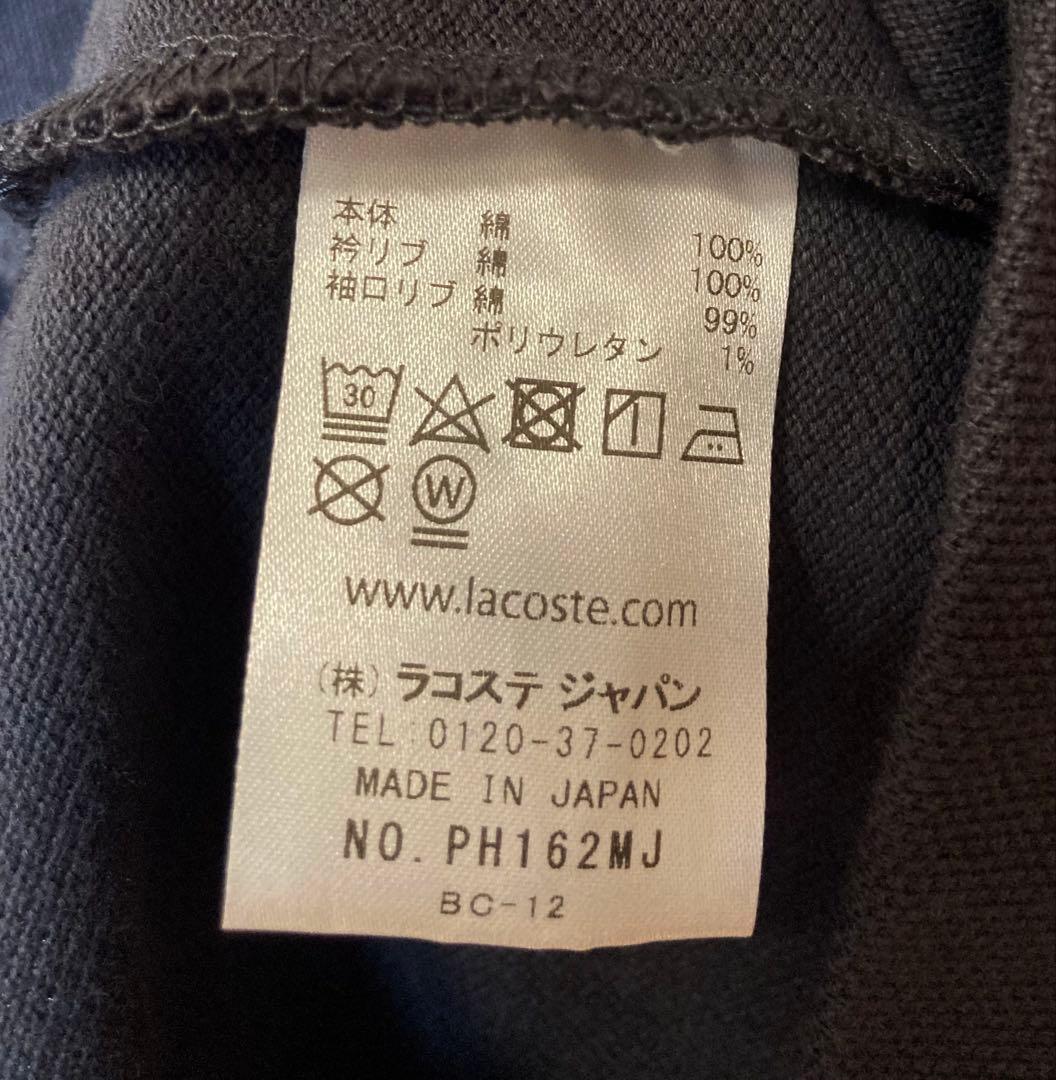 本体 綿 100%
衿リブ 綿 100%
袖口リブ 綿 99%
ポリウレタン 1%
30
W
www.lacoste.com
(株) ラコステ ジャパン
TEL:0120-37-0202
MADE IN JAPAN
NO. PH162MJ
BC-12